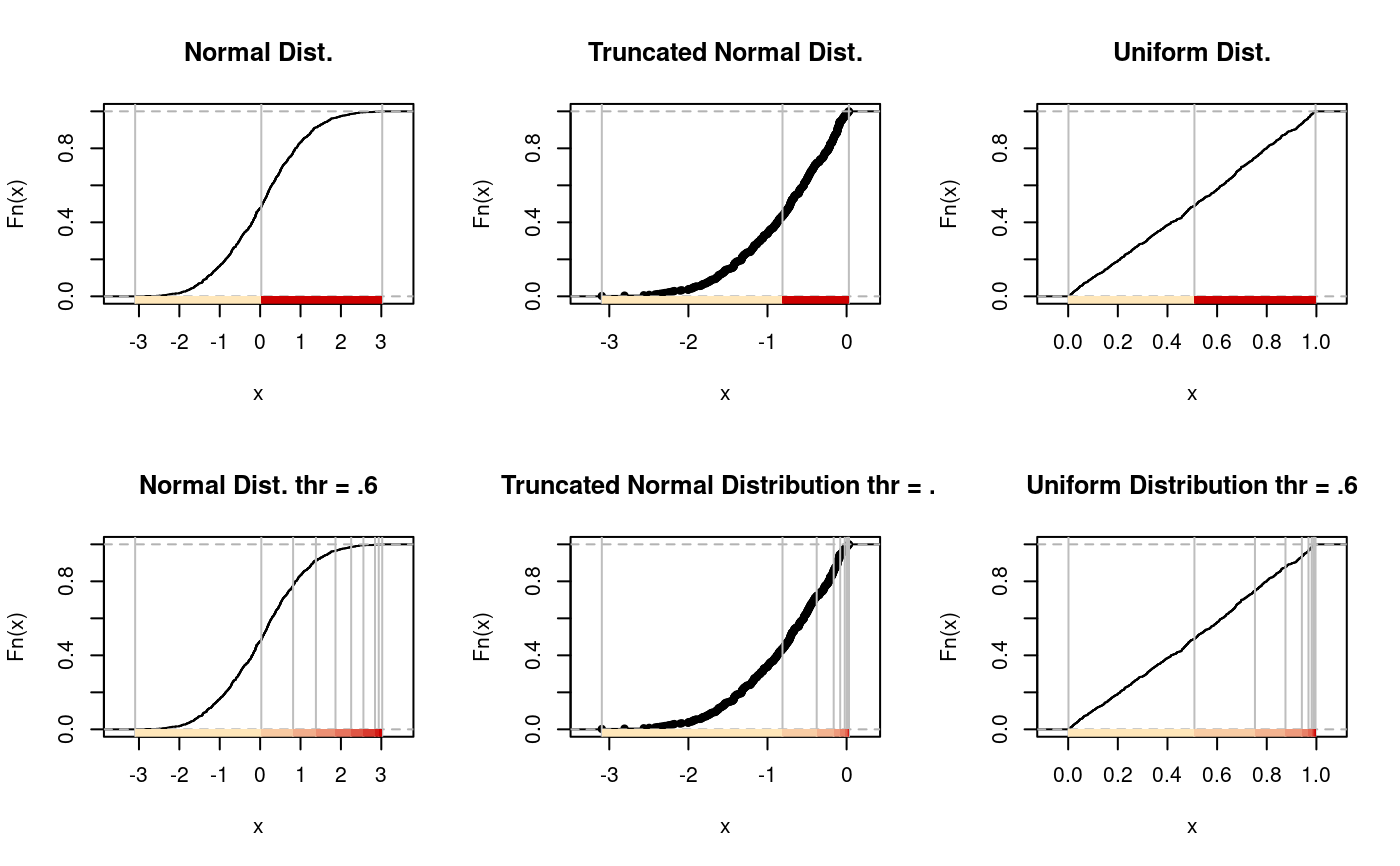 Normal Dist.
Fn(x)
0.0 0.4 0.8
-3 -2 -1 0 1 2 3
x
Truncated Normal Dist.
Fn(x)
0.0 0.4 0.8
-3 -2 -1 0
x
Uniform Dist.
Fn(x)
0.0 0.4 0.8
0.0 0.2 0.4 0.6 0.8 1.0
x
Normal Dist. thr = .6
Fn(x)
0.0 0.4 0.8
-3 -2 -1 0 1 2 3
x
Truncated Normal Distribution thr = .
Fn(x)
0.0 0.4 0.8
-3 -2 -1 0
x
Uniform Distribution thr = .6
Fn(x)
0.0 0.4 0.8
0.0 0.2 0.4 0.6 0.8 1.0
x